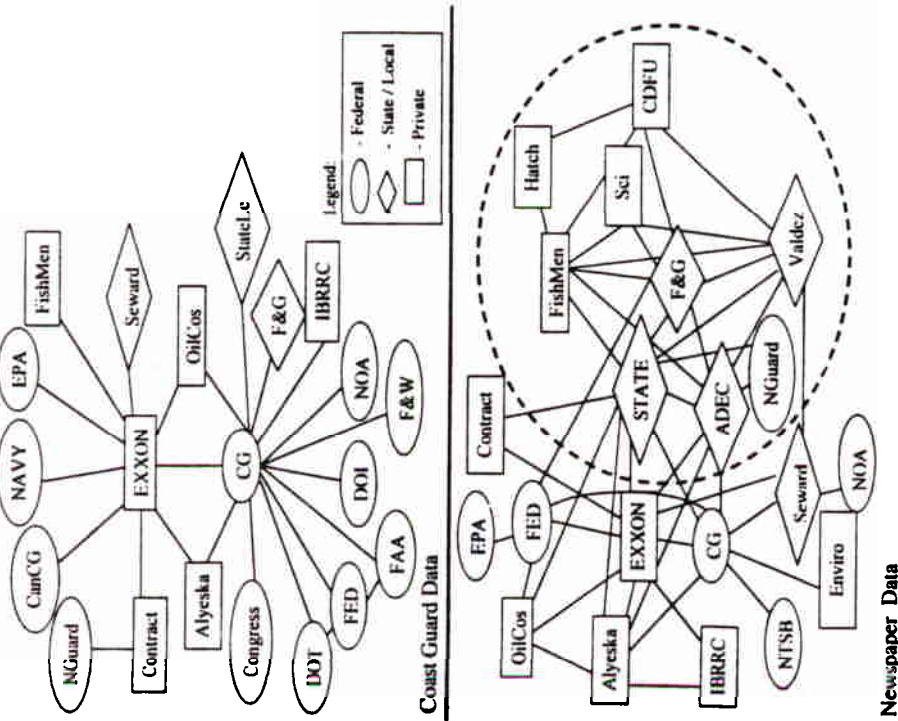 NAVY
EPA
FishMen
CanCG
NGuard
EXXON
Seward
Contract
OilCos
StateLe
Alyeska
CG
F&G
IBRRC
Congress
NOA
F&W
DOI
FAA
FED
DOT
Coast Guard Data
Legend:
- Federal
- State / Local
- Private
Hatch
CDFU
Sci
FishMen
Contract
F&G
Valdez
STATE
EPA
FED
ADEC
NGuard
OilCos
EXXON
CG
Seward
NOA
Alyeska
Enviro
NTSB
IBRRC
Newspaper Data